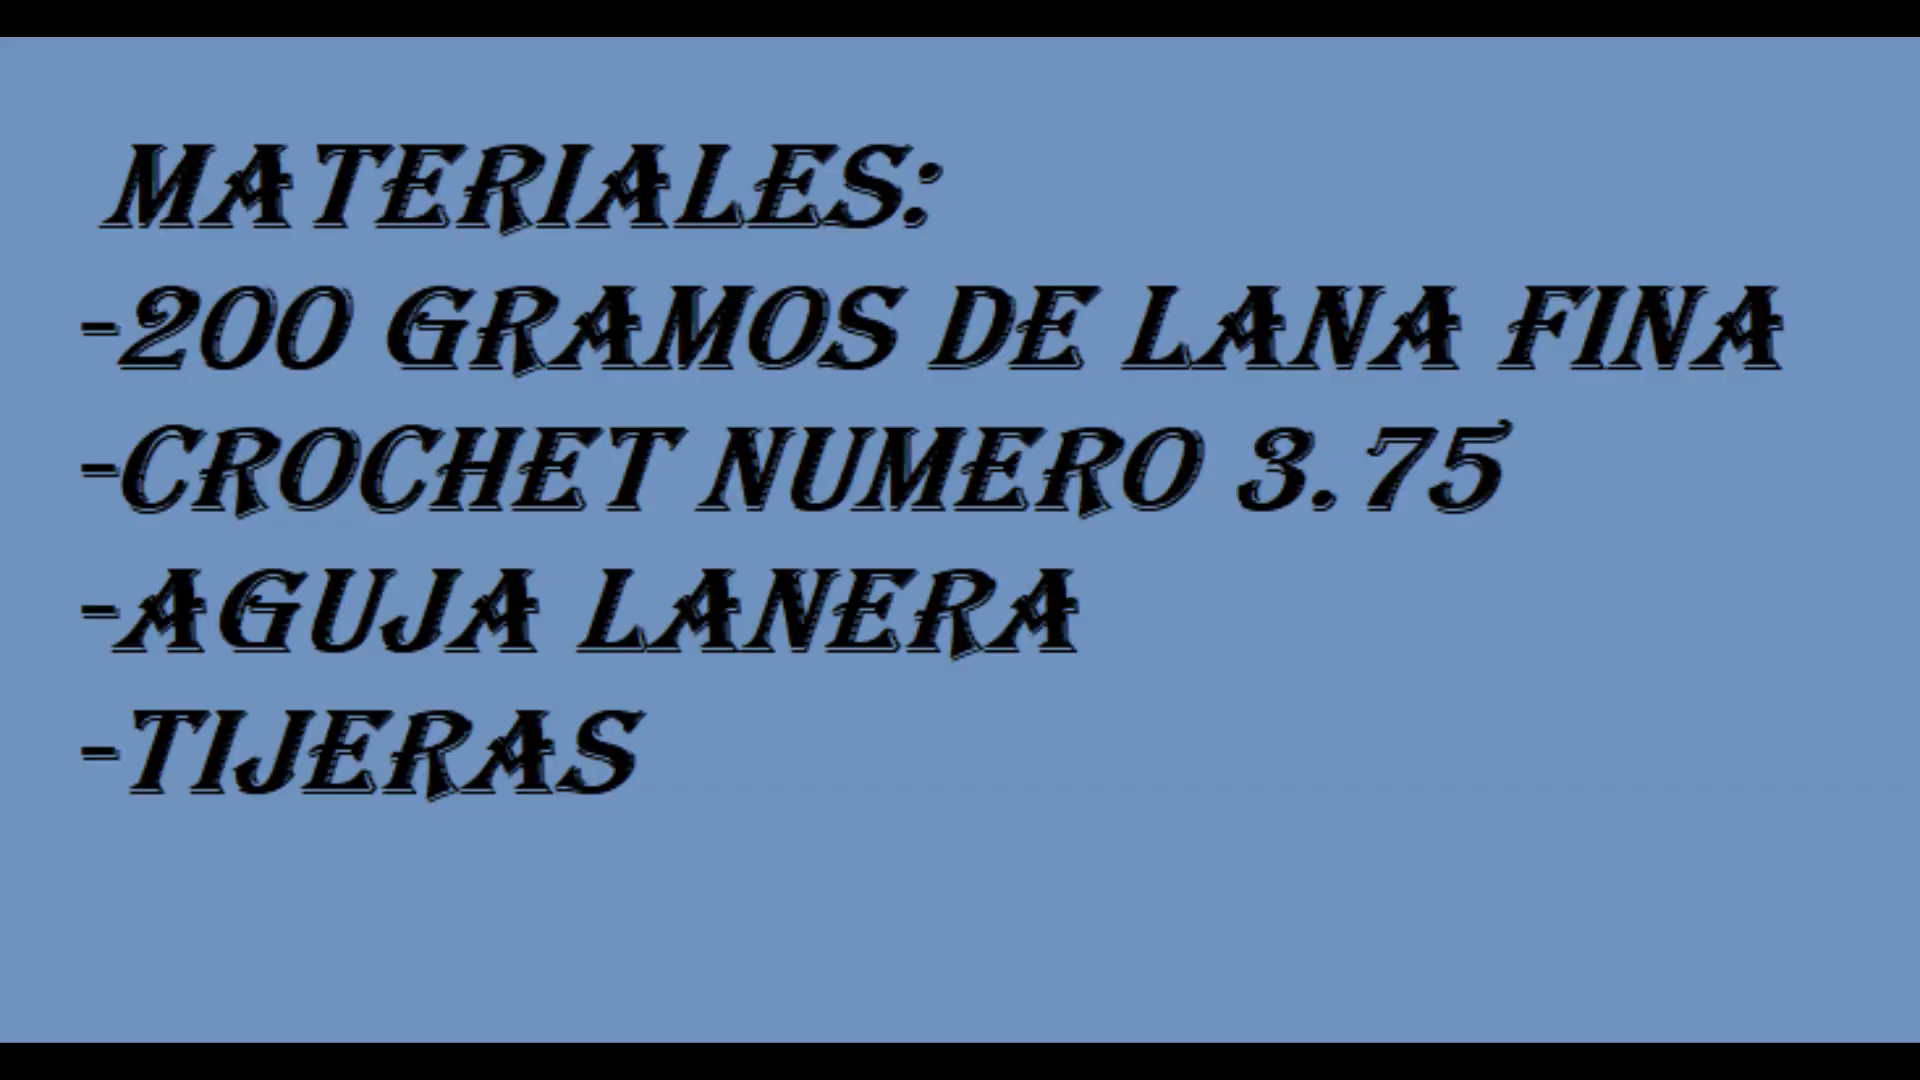 MATERIALES:
-200 GRAMOS DE LANA FINA
-CROCHET NUMERO 3.75
-AGUJA LANERA
-TIJERAS